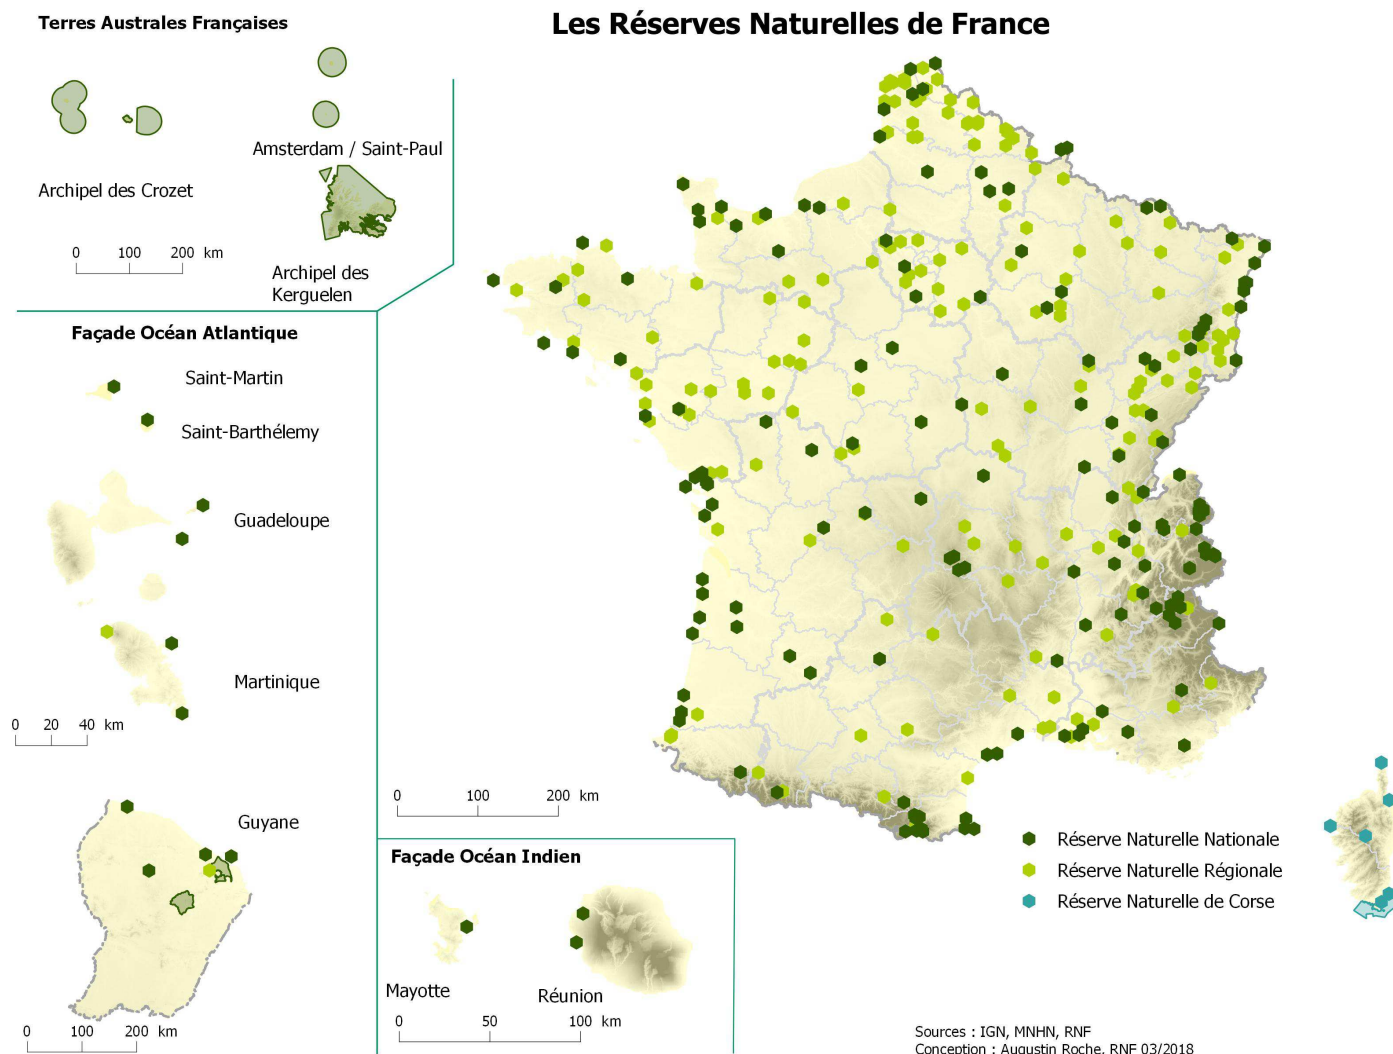 Les Réserves Naturelles de France
Terres Australes Françaises
Amsterdam / Saint-Paul
Archipel des Crozet
0 100 200 km
Archipel des
Kerguelen
Façade Océan Atlantique
Saint-Martin
Saint-Barthélemy
Guadeloupe
Martinique
0 20 40 km
Guyane
0 100 200 km
0 100 200 km
Façade Océan Indien
Mayotte
Réunion
0 50 100 km
Réserve Naturelle Nationale
Réserve Naturelle Régionale
Réserve Naturelle de Corse
Sources : IGN, MNHN, RNF
Conception : Augustin Roche, RNF 03/2018